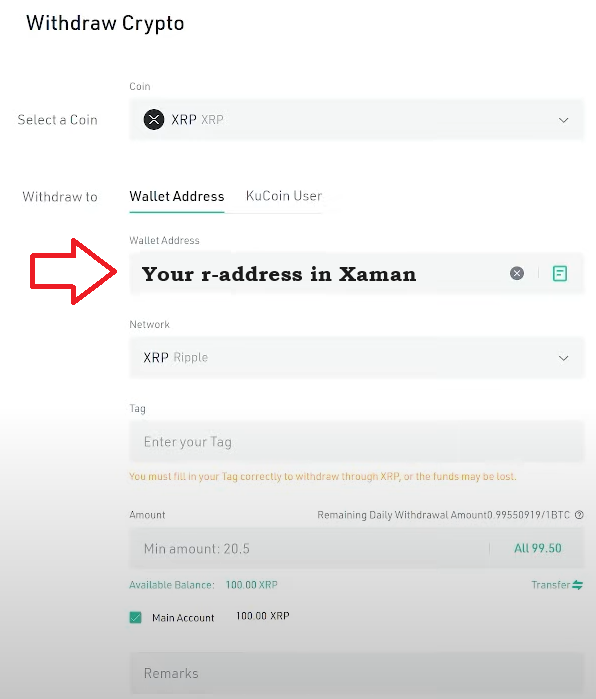 Withdraw Crypto
Coin
Select a Coin
XRP XRP
Withdraw to
Wallet Address KuCoin User
Wallet Address
Your r-address in Xaman
Network
XRP Ripple
Tag
Enter your Tag
You must fill in your Tag correctly to withdraw through XRP, or the funds may be lost.
Amount Remaining Daily Withdrawal Amount0.99550919/1BTC
Min amount: 20.5 All 99.50
Available Balance: 100.00 XRP Transfer
Main Account 100.00 XRP
Remarks